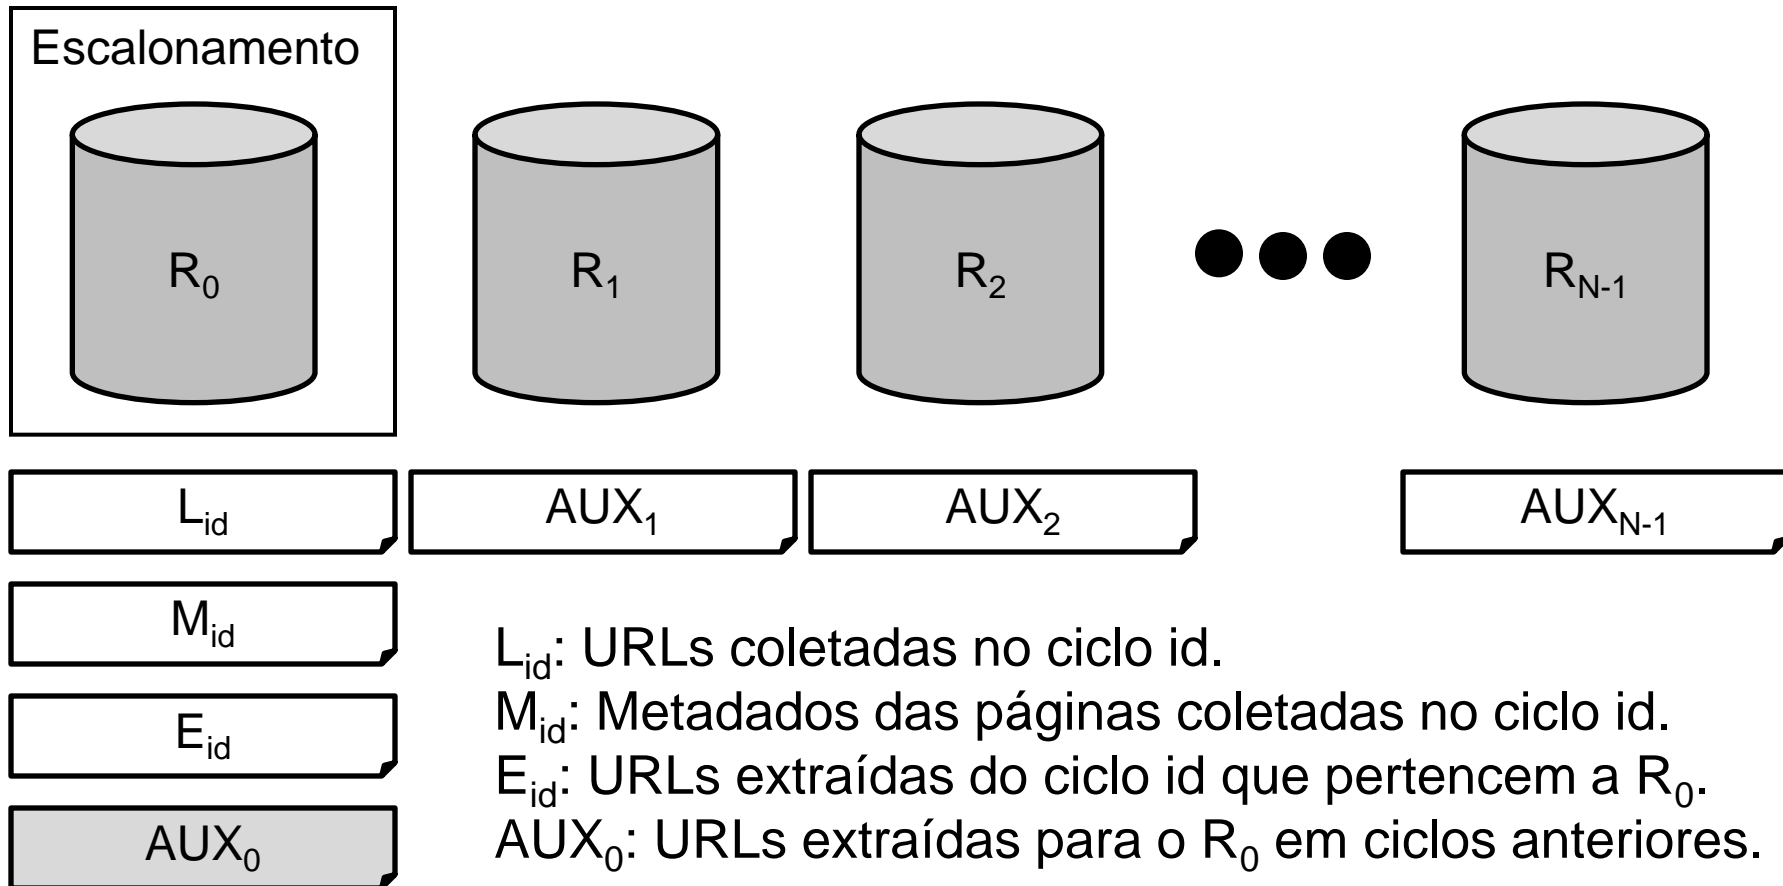 Escalonamento
R0 R1 R2 RN-1
Lid AUX1 AUX2 AUXN-1
Mid
Eid
AUX0
Lid: URLs coletadas no ciclo id.
Mid: Metadados das páginas coletadas no ciclo id.
Eid: URLs extraídas do ciclo id que pertencem a R0.
AUX0: URLs extraídas para o R0 em ciclos anteriores.